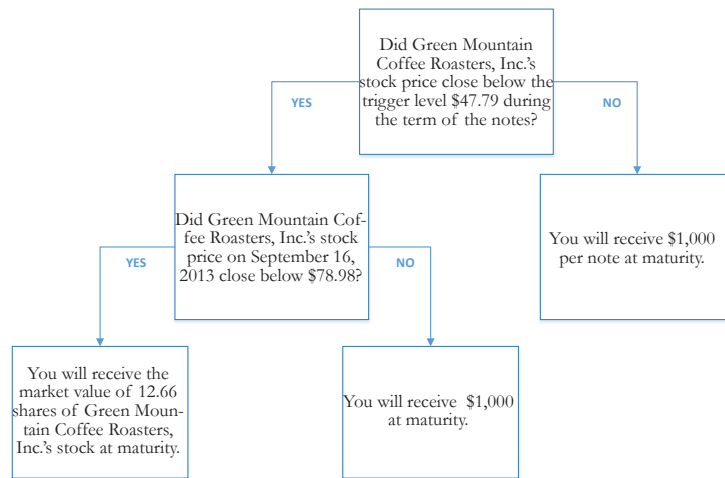 Did Green Mountain
Coffee Roasters, Inc.'s
stock price close below the
trigger level $47.79 during
the term of the notes?
YES
NO
Did Green Mountain Cof-
fee Roasters, Inc.'s stock
price on September 16,
2013 close below $78.98?
You will receive $1,000
per note at maturity.
YES
NO
You will receive the
market value of 12.66
shares of Green Moun-
tain Coffee Roasters,
Inc.'s stock at maturity.
You will receive $1,000
at maturity.